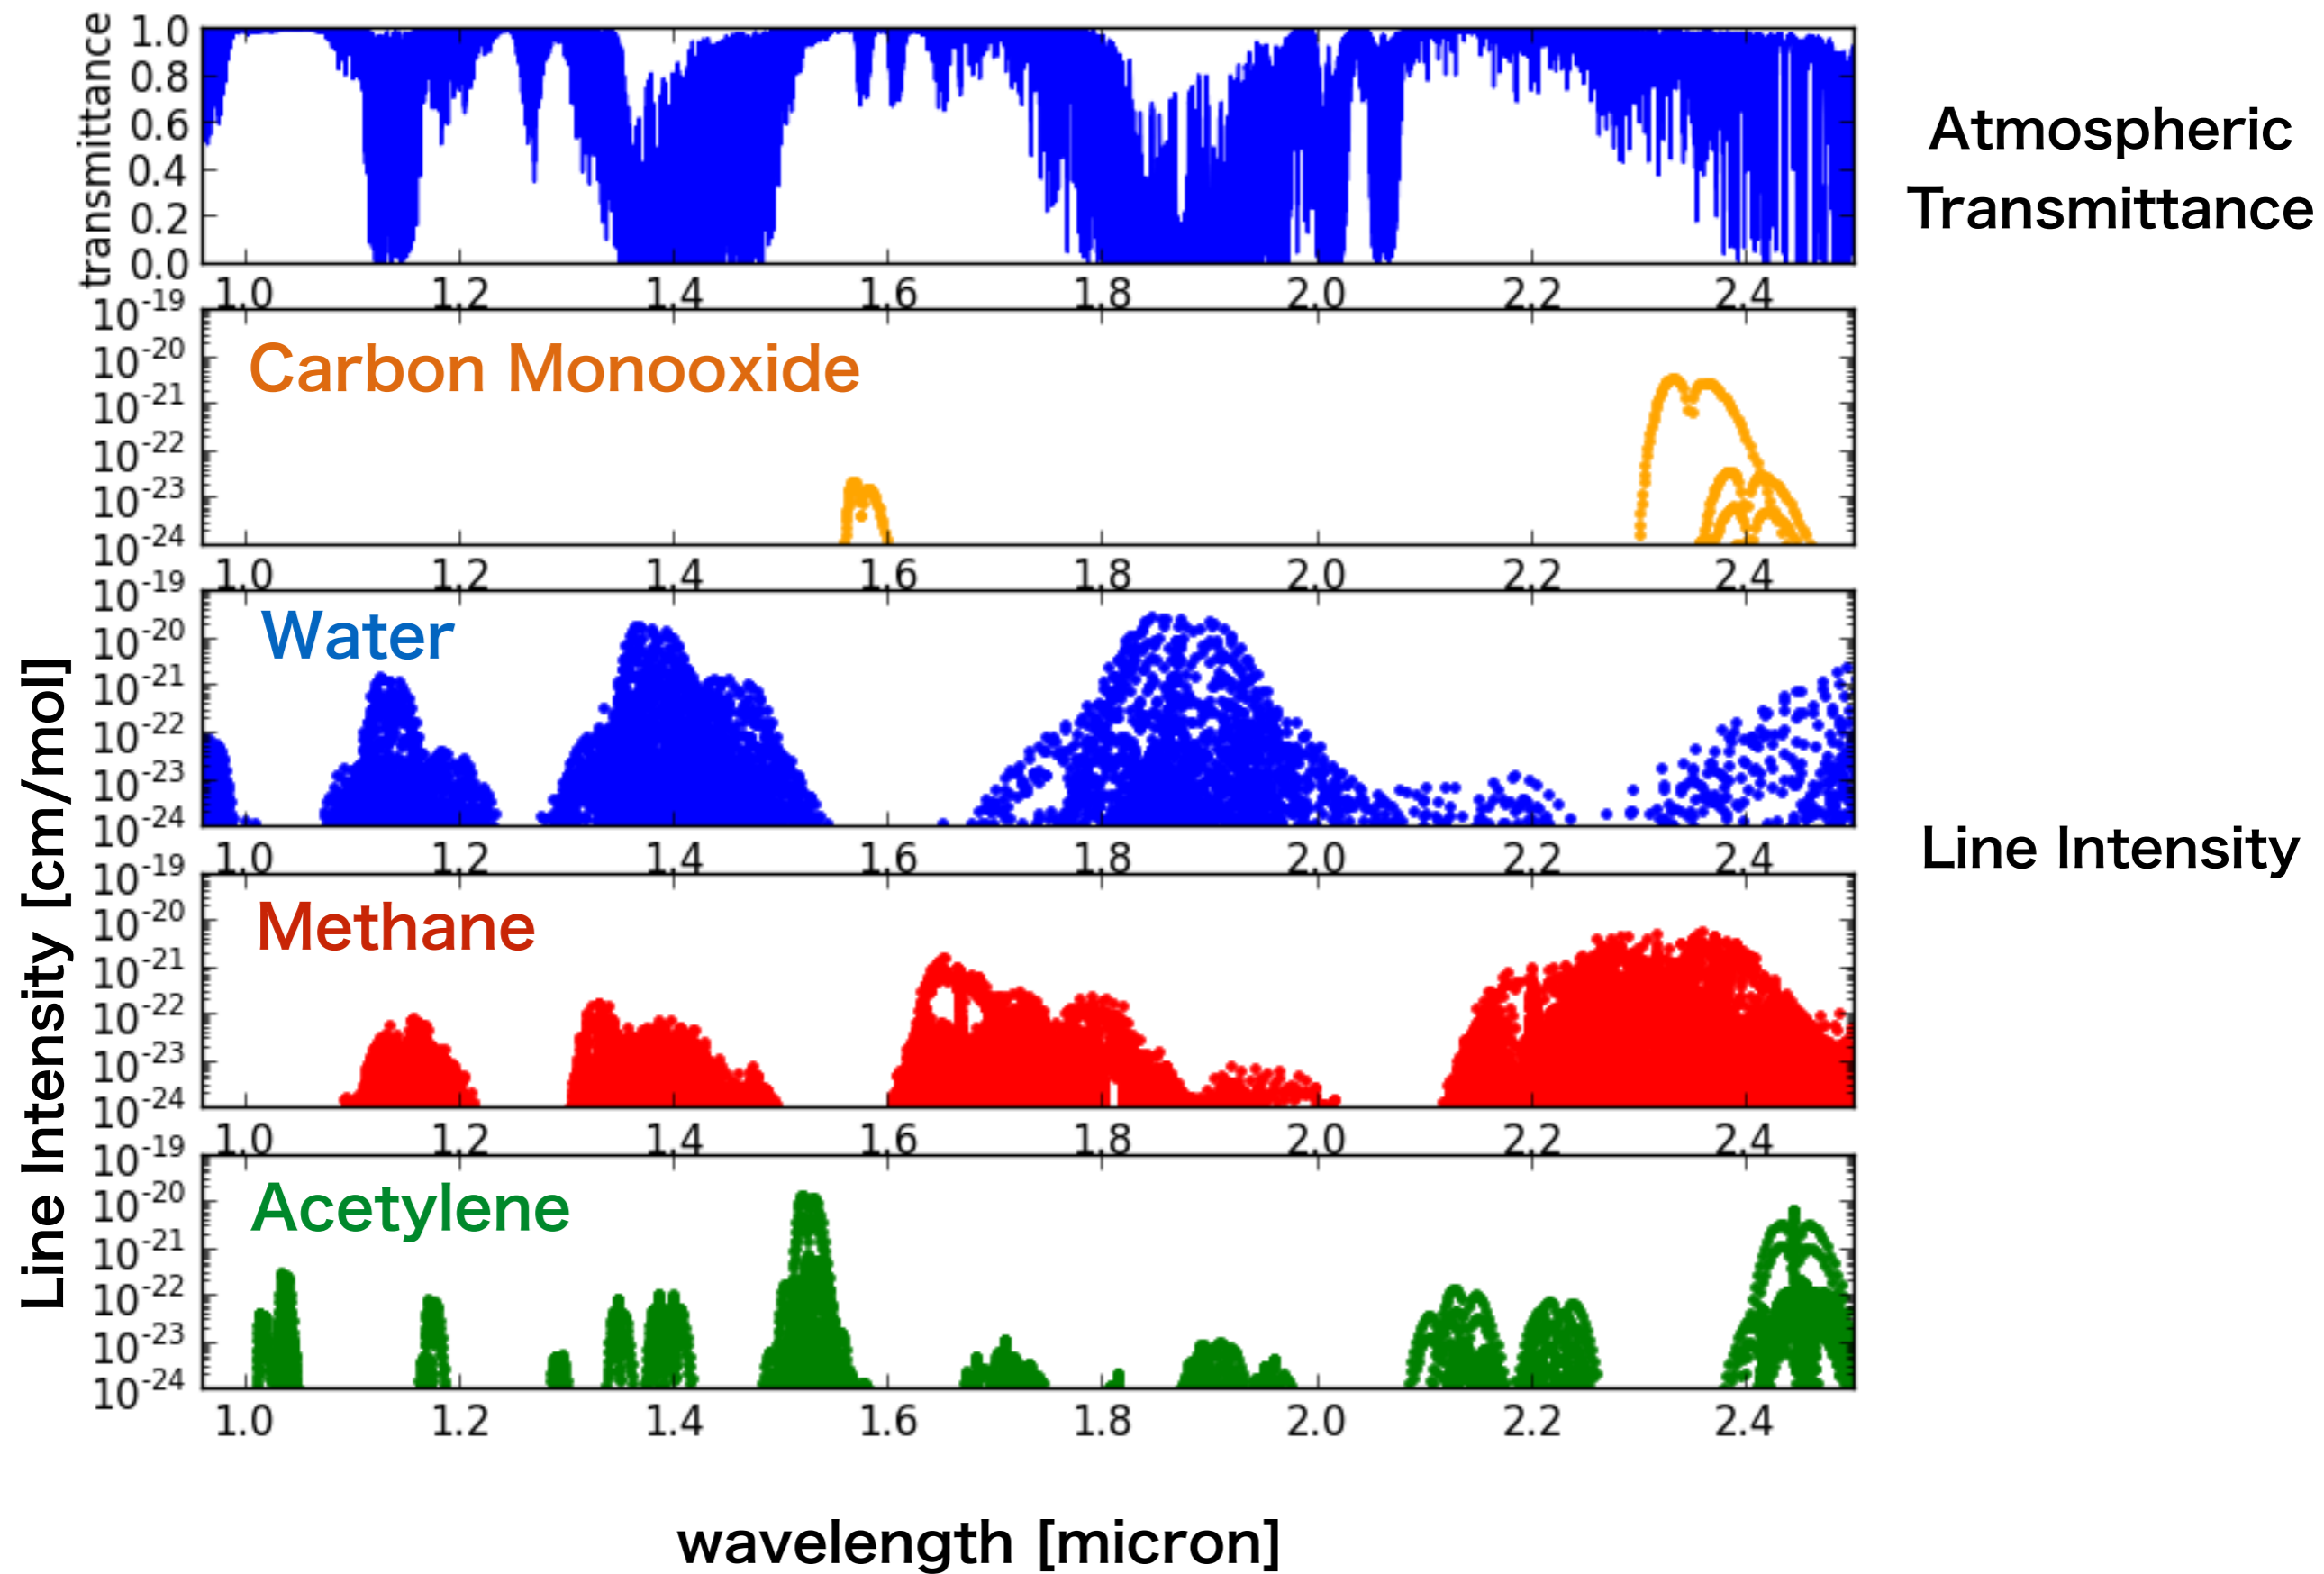 transmittance
1.0
0.8
0.6
0.4
0.2
0.0
1.0 1.2 1.4 1.6 1.8 2.0 2.2 2.4
Atmospheric
Transmittance
Carbon Monooxide
10-19
10-20
10-21
10-22
10-23
10-24
1.0 1.2 1.4 1.6 1.8 2.0 2.2 2.4
Water
10-19
10-20
10-21
10-22
10-23
10-24
1.0 1.2 1.4 1.6 1.8 2.0 2.2 2.4
Line Intensity [cm/mol]
Line Intensity
Methane
10-19
10-20
10-21
10-22
10-23
10-24
1.0 1.2 1.4 1.6 1.8 2.0 2.2 2.4
Acetylene
10-19
10-20
10-21
10-22
10-23
10-24
1.0 1.2 1.4 1.6 1.8 2.0 2.2 2.4
wavelength [micron]